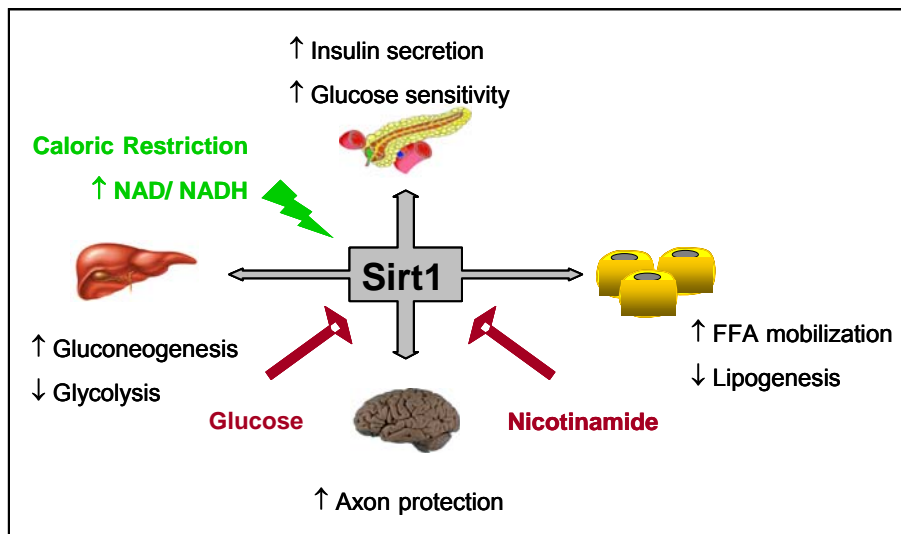 ↑ Insulin secretion
↑ Glucose sensitivity
Caloric Restriction
↑ NAD/ NADH
Sirt1
↑ Gluconeogenesis
↓ Glycolysis
↑ FFA mobilization
↓ Lipogenesis
Glucose
Nicotinamide
↑ Axon protection